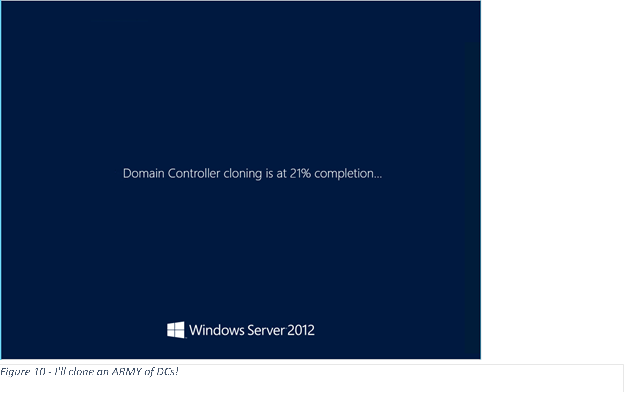 Domain Controller cloning is at 21% completion...
Windows Server 2012
Figure 10 - I'll clone an ARMY of DCs!